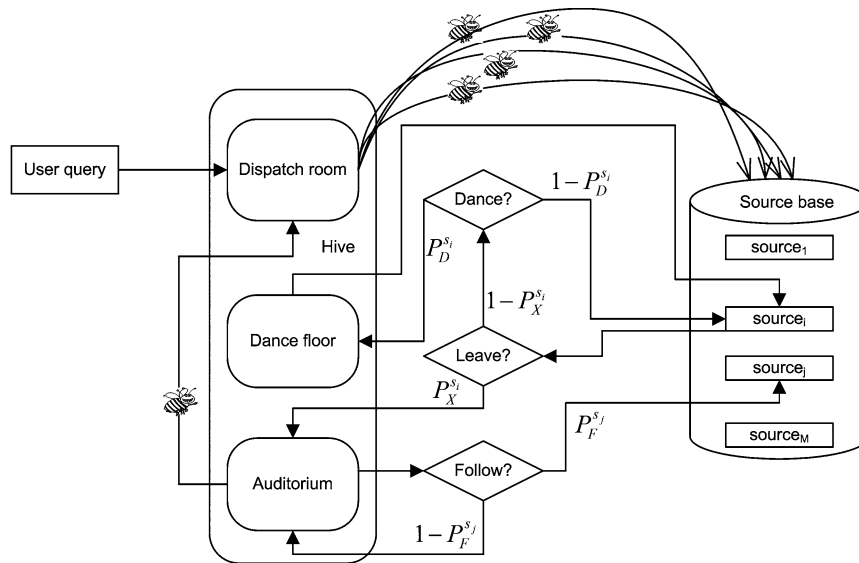 User query
Dispatch room
Hive
Dance floor
Auditorium
Dance?
$1-P_D^{s_i}$
$P_D^{s_i}$
$1-P_X^{s_i}$
Leave?
$P_X^{s_i}$
Follow?
$P_F^{s_j}$
$1-P_F^{s_j}$
Source base
source₁
sourceᵢ
sourceⱼ
source_M